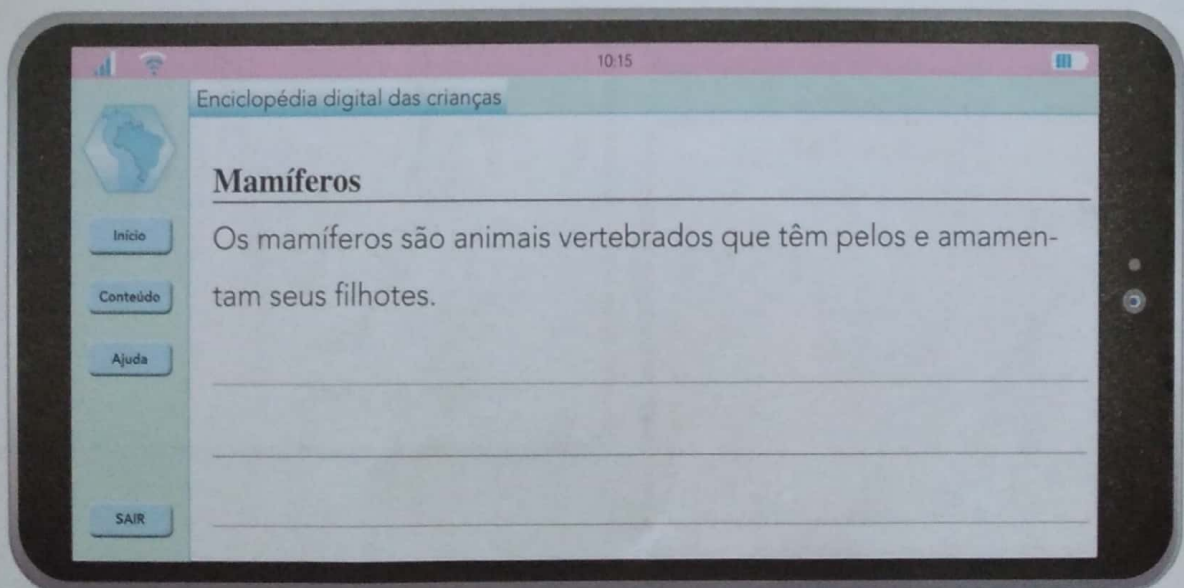 10:15
Enciclopédia digital das crianças
Mamíferos
Início
Os mamíferos são animais vertebrados que têm pelos e amamen-
Conteúdo
tam seus filhotes.
Ajuda
SAIR